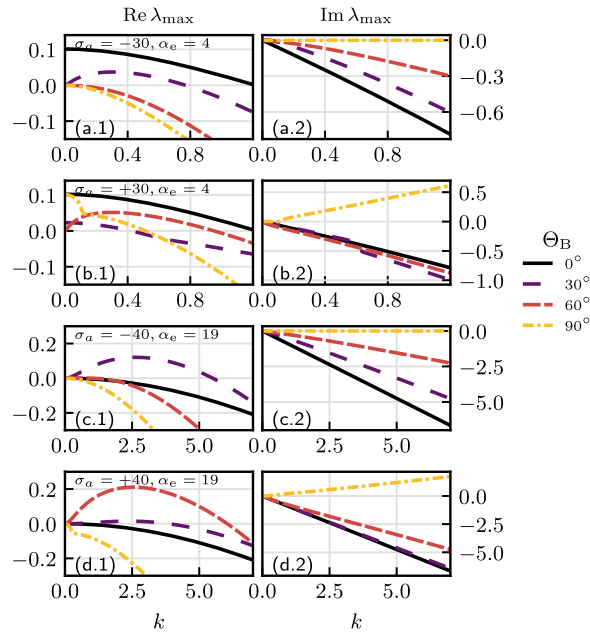 Re λmax
Im λmax
σa = −30, αe = 4
0.1
0.0
−0.1
(a.1)
0.0 0.4 0.8
(a.2)
0.0
−0.3
−0.6
0.0 0.4 0.8
σa = +30, αe = 4
0.1
0.0
−0.1
(b.1)
0.0 0.4 0.8
(b.2)
0.5
0.0
−0.5
−1.0
0.0 0.4 0.8
ΘB
0°
30°
60°
90°
σa = −40, αe = 19
0.2
0.0
−0.2
(c.1)
0.0 2.5 5.0
(c.2)
0.0
−2.5
−5.0
0.0 2.5 5.0
σa = +40, αe = 19
0.2
0.0
−0.2
(d.1)
0.0 2.5 5.0
(d.2)
0.0
−2.5
−5.0
0.0 2.5 5.0
k
k